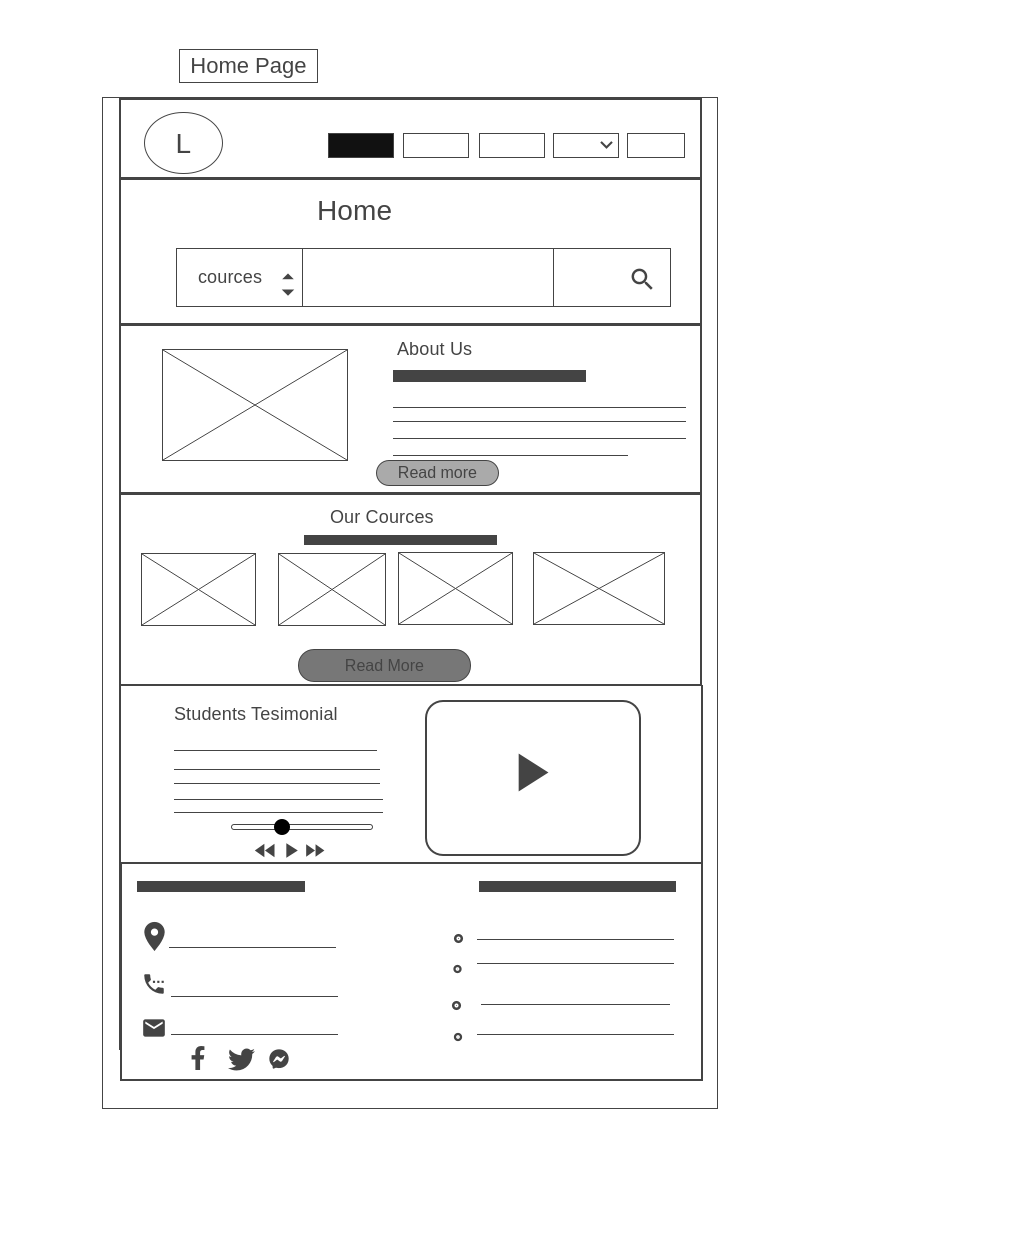 Home Page
L
Home
cources
About Us
Read more
Our Cources
Read More
Students Tesimonial